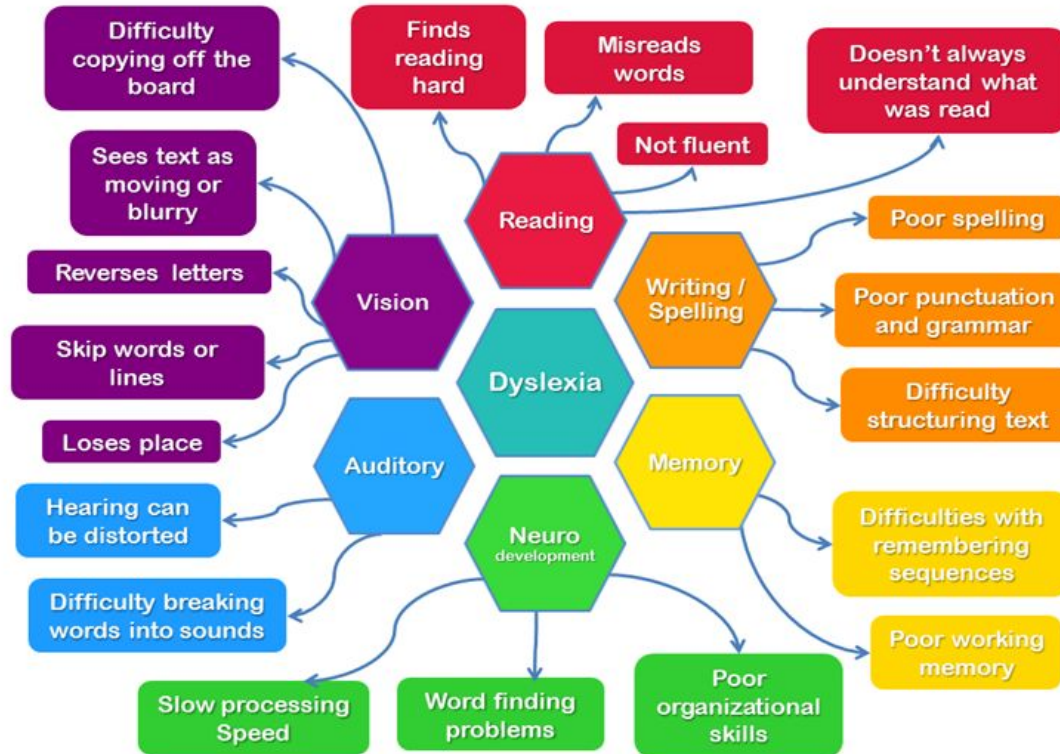 Difficulty
copying off the
board
Sees text as
moving or
blurry
Reverses letters
Skip words or
lines
Loses place
Vision
Finds
reading
hard
Misreads
words
Not fluent
Doesn't always
understand what
was read
Reading
Writing /
Spelling
Poor spelling
Poor punctuation
and grammar
Difficulty
structuring text
Dyslexia
Auditory
Hearing can
be distorted
Difficulty breaking
words into sounds
Memory
Difficulties with
remembering
sequences
Poor working
memory
Neuro
development
Slow processing
Speed
Word finding
problems
Poor
organizational
skills